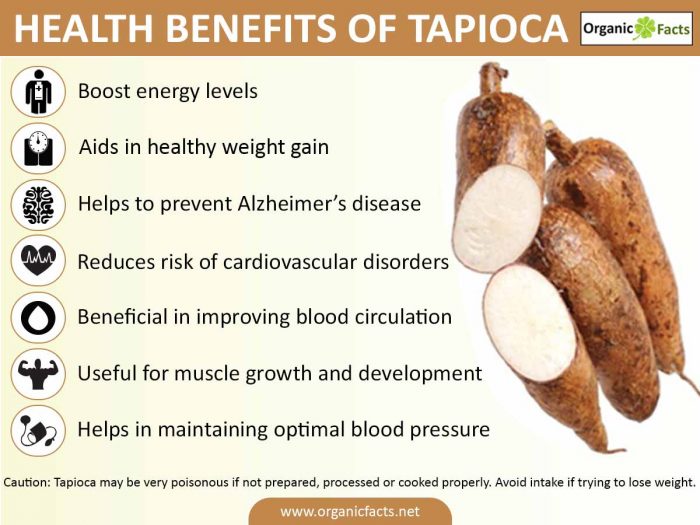 HEALTH BENEFITS OF TAPIOCA
Organic Facts
Boost energy levels
Aids in healthy weight gain
Helps to prevent Alzheimer's disease
Reduces risk of cardiovascular disorders
Beneficial in improving blood circulation
Useful for muscle growth and development
Helps in maintaining optimal blood pressure
Caution: Tapioca may be very poisonous if not prepared, processed or cooked properly. Avoid intake if trying to lose weight.
www.organicfacts.net